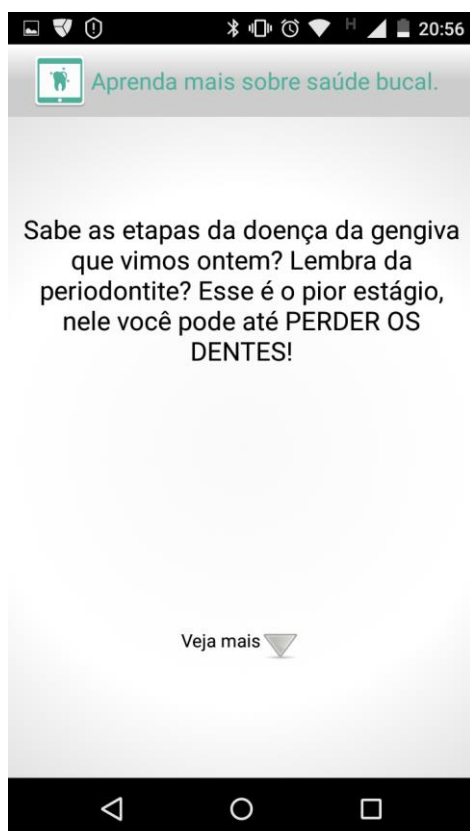 H 20:56
Aprenda mais sobre saúde bucal.
Sabe as etapas da doença da gengiva
que vimos ontem? Lembra da
periodontite? Esse é o pior estágio,
nele você pode até PERDER OS
DENTES!
Veja mais